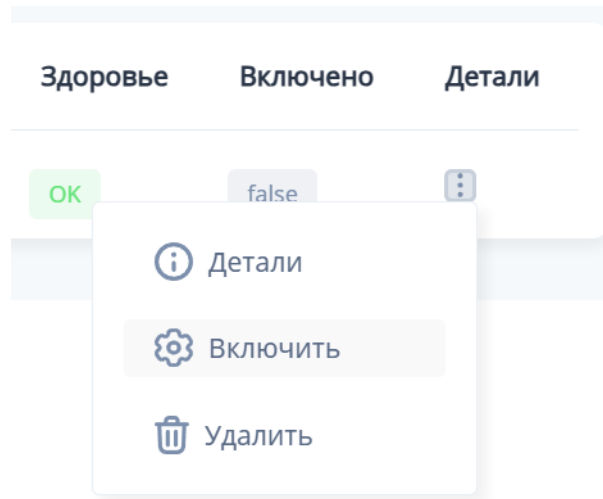 Здоровье Включено Детали
OK false
Детали
Включить
Удалить